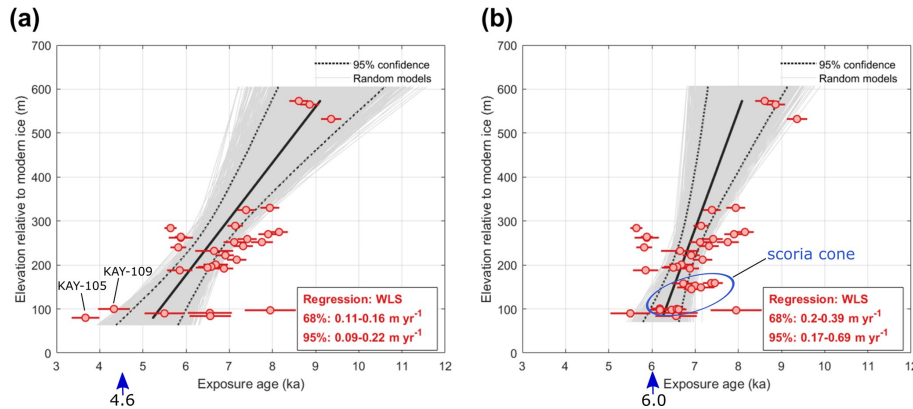 (a)
700
600
500
400
300
200
100
0
Elevation relative to modern ice (m)
95% confidence
Random models
KAY-105
KAY-109
Regression: WLS
68%: 0.11-0.16 m yr⁻¹
95%: 0.09-0.22 m yr⁻¹
3 4 5 6 7 8 9 10 11 12
Exposure age (ka)
4.6
(b)
700
600
500
400
300
200
100
0
Elevation relative to modern ice (m)
95% confidence
Random models
scoria cone
Regression: WLS
68%: 0.2-0.39 m yr⁻¹
95%: 0.17-0.69 m yr⁻¹
3 4 5 6 7 8 9 10 11 12
Exposure age (ka)
6.0